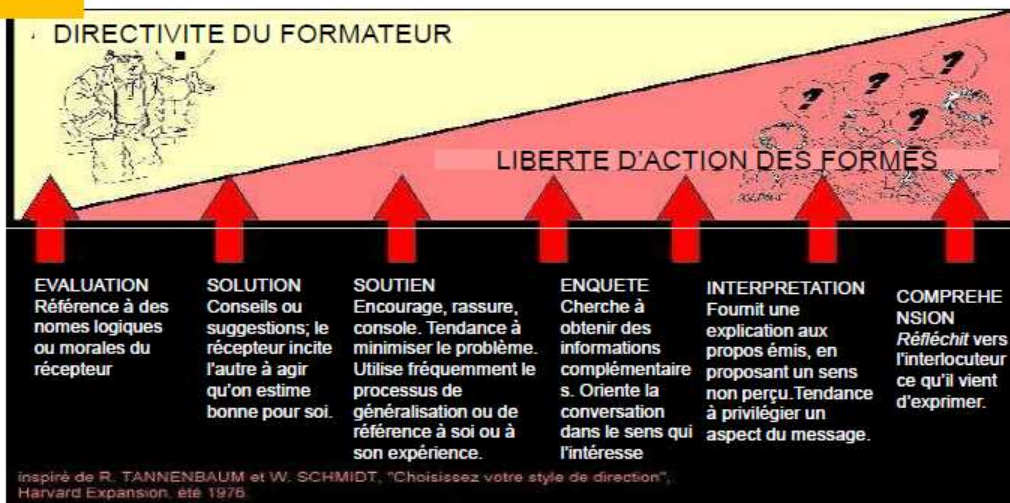 DIRECTIVITE DU FORMATEUR
? ? ? ?
LIBERTE D'ACTION DES FORMES
EVALUATION
Référence à des
nomes logiques
ou morales du
récepteur
SOLUTION
Conseils ou
suggestions; le
récepteur incite
l'autre à agir
qu'on estime
bonne pour soi.
SOUTIEN
Encourage, rassure,
console. Tendance à
minimiser le problème.
Utilise fréquemment le
processus de
généralisation ou de
référence à soi ou à
son expérience.
ENQUETE
Cherche à
obtenir des
informations
complémentaire
s. Oriente la
conversation
dans le sens qui
l'intéresse
INTERPRETATION
Fournit une
explication aux
propos émis, en
proposant un sens
non perçu.Tendance
à privilégier un
aspect du message.
COMPREHE
NSION
Réfléchit vers
l'interlocuteur
ce qu'il vient
d'exprimer.
inspiré de R. TANNENBAUM et W. SCHMIDT, "Choisissez votre style de direction",
Harvard Expansion, été 1976.